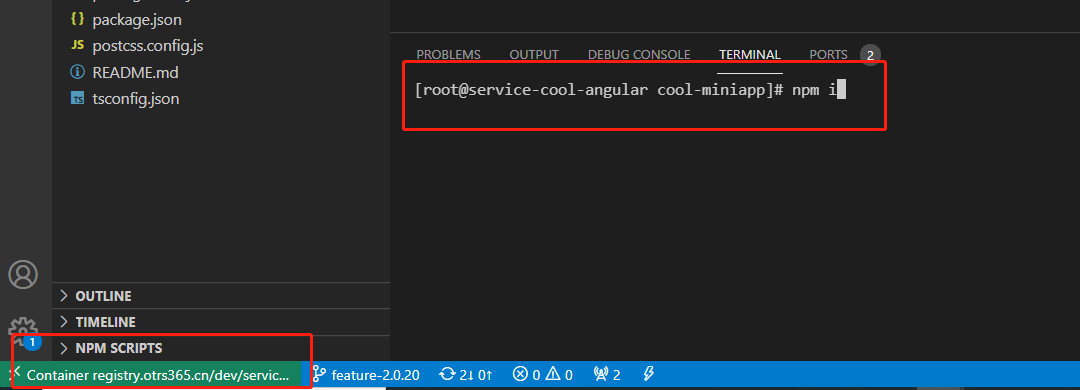 {} package.json
JS postcss.config.js
README.md
TS tsconfig.json
PROBLEMS OUTPUT DEBUG CONSOLE TERMINAL PORTS 2
[root@service-cool-angular cool-miniapp]# npm i
OUTLINE
TIMELINE
1
NPM SCRIPTS
Container registry.otrs365.cn/dev/servic... feature-2.0.20 2↓ 0↑ 0 0 2